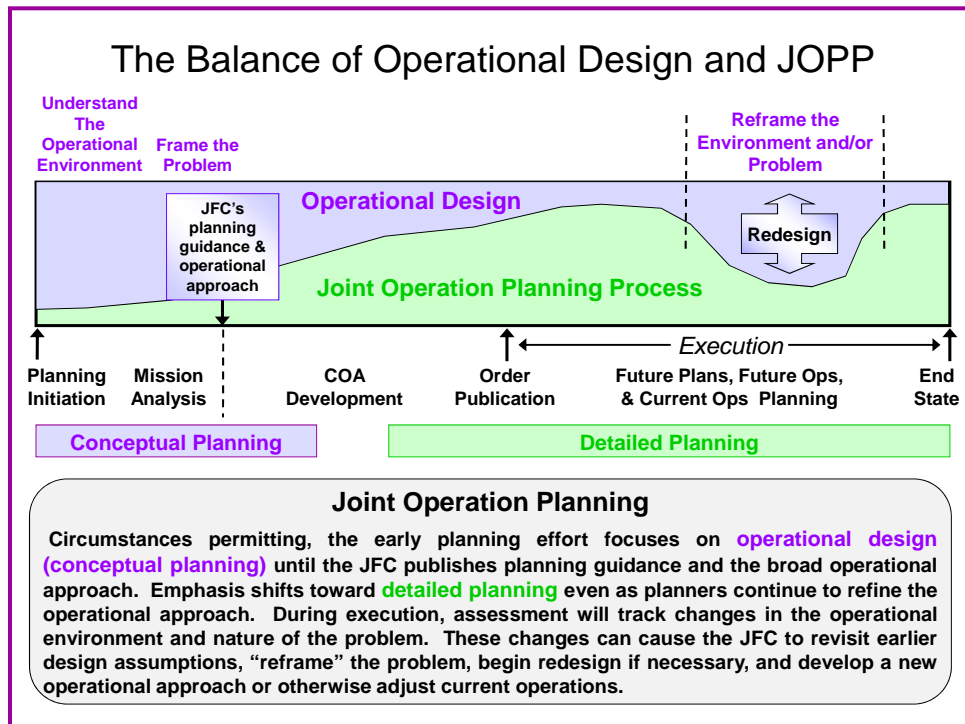 The Balance of Operational Design and JOPP
Understand
The
Operational
Environment
Frame the
Problem
Reframe the
Environment and/or
Problem
JFC's
planning
guidance &
operational
approach
Operational Design
Redesign
Joint Operation Planning Process
Execution
Planning
Initiation
Mission
Analysis
COA
Development
Order
Publication
Future Plans, Future Ops,
& Current Ops Planning
End
State
Conceptual Planning
Detailed Planning
Joint Operation Planning
Circumstances permitting, the early planning effort focuses on operational design
(conceptual planning) until the JFC publishes planning guidance and the broad operational
approach. Emphasis shifts toward detailed planning even as planners continue to refine the
operational approach. During execution, assessment will track changes in the operational
environment and nature of the problem. These changes can cause the JFC to revisit earlier
design assumptions, “reframe” the problem, begin redesign if necessary, and develop a new
operational approach or otherwise adjust current operations.